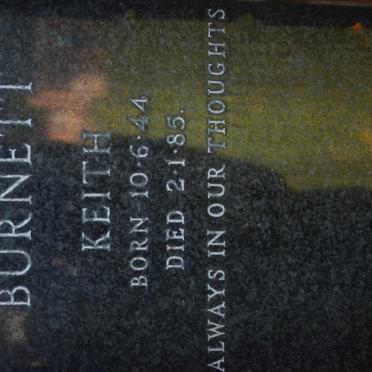 BURNETT
KEITH
BORN 10·6·44
DIED 2·1·85.
ALWAYS IN OUR THOUGHTS